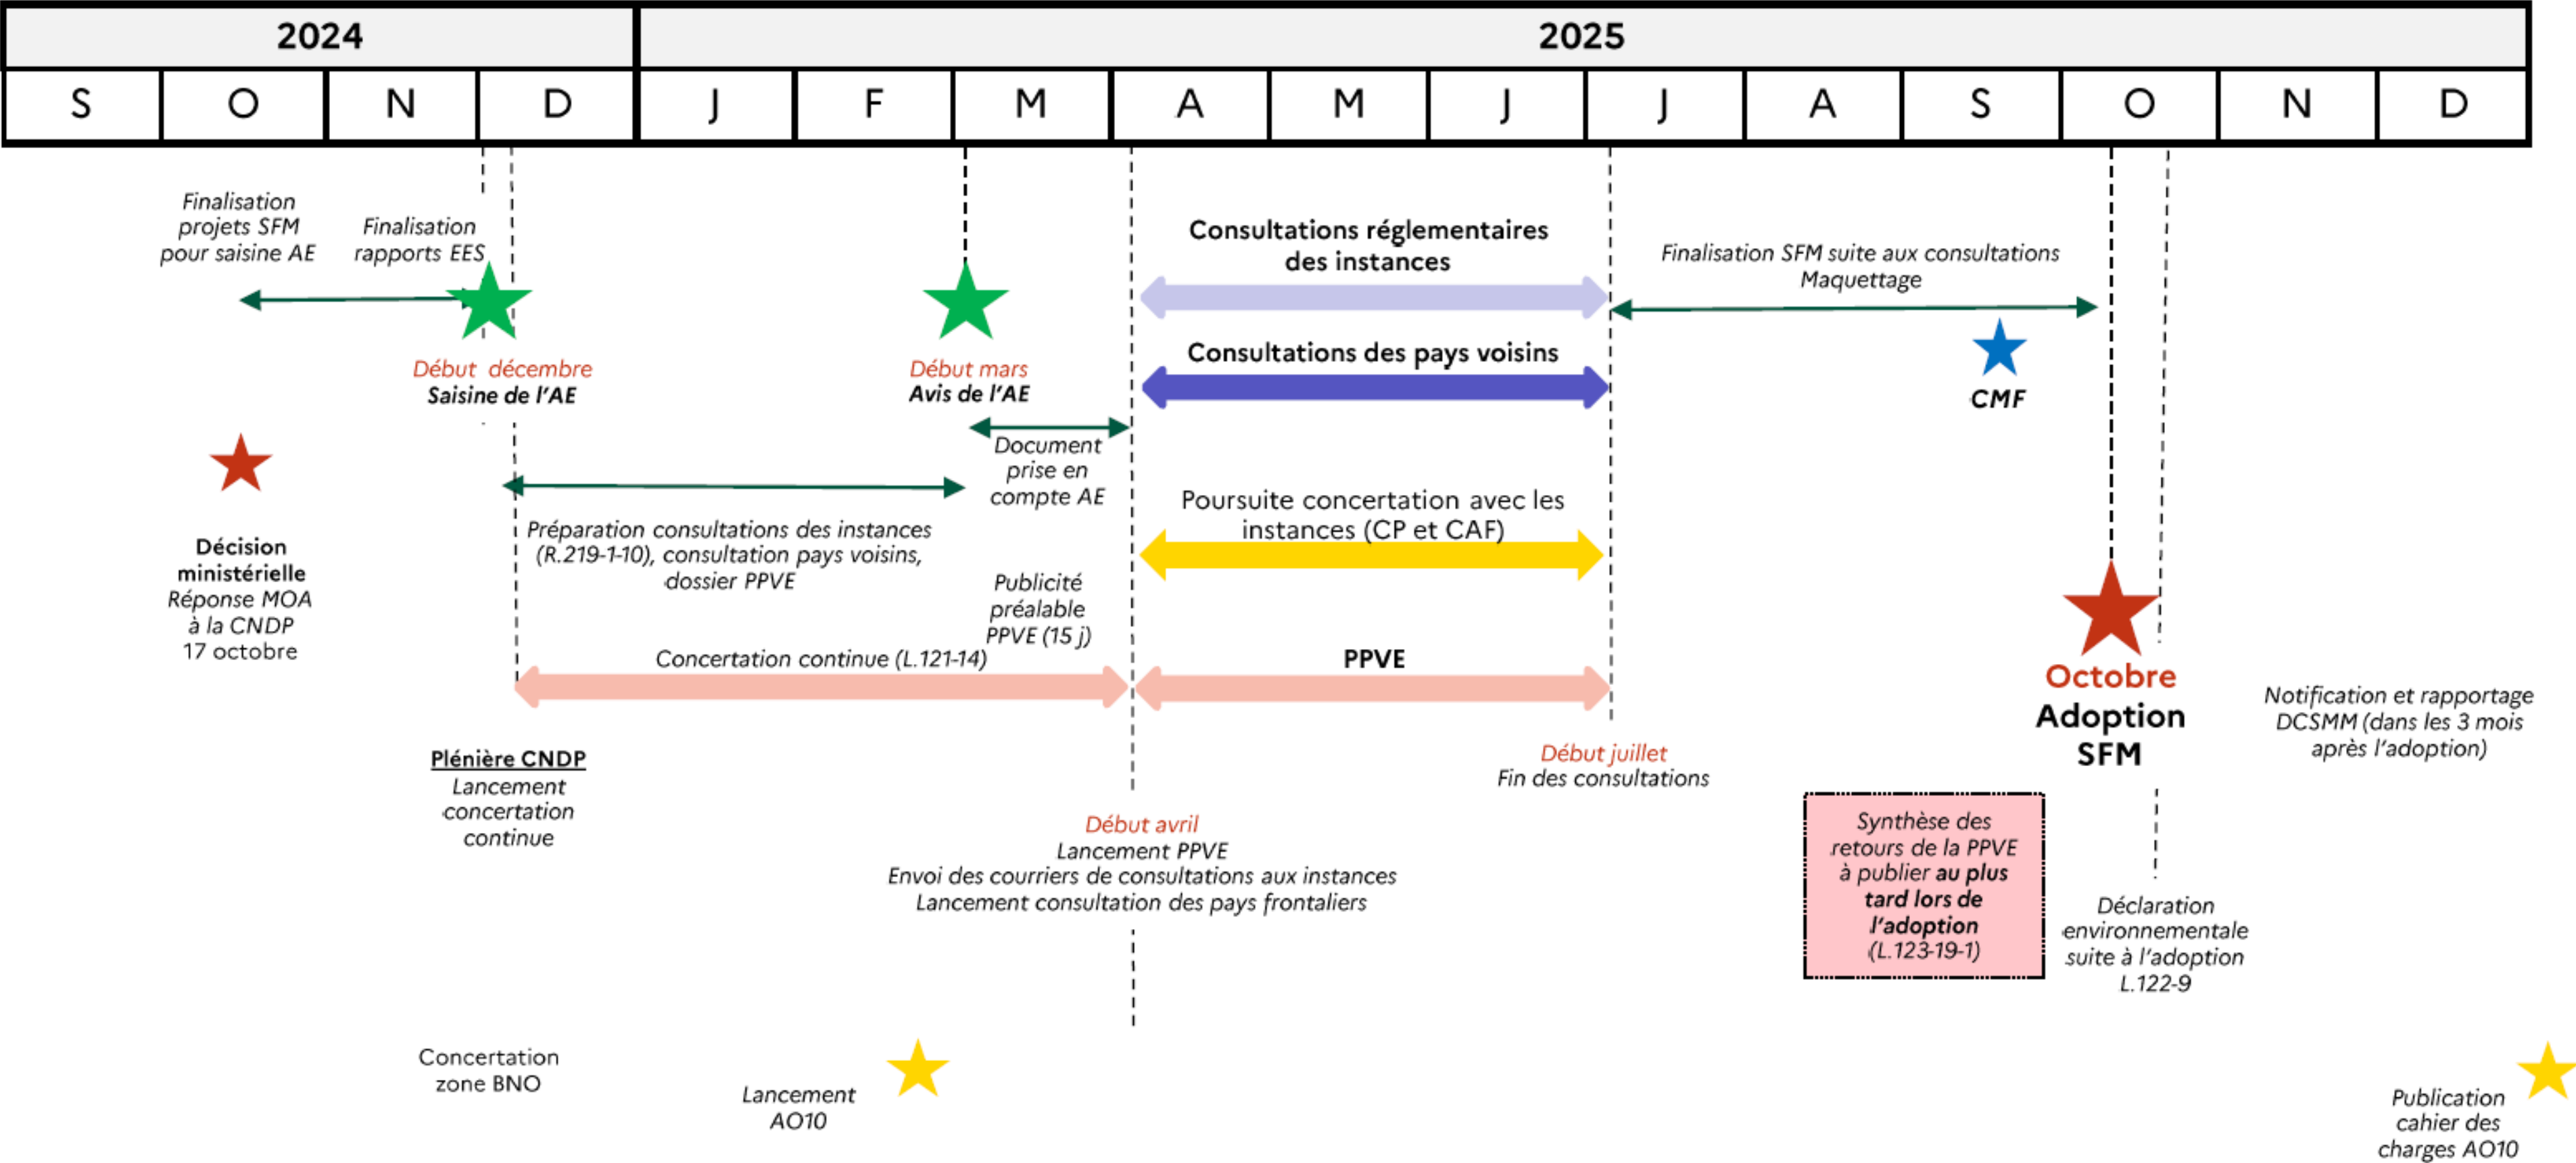 2024
2025
S O N D J F M A M J J A S O N D
Finalisation
projets SFM
pour saisine AE
Finalisation
rapports EES
Début décembre
Saisine de l'AE
Début mars
Avis de l'AE
Consultations réglementaires
des instances
Consultations des pays voisins
Finalisation SFM suite aux consultations
Maquettage
CMF
Document
prise en
compte AE
Poursuite concertation avec les
instances (CP et CAF)
Décision
ministérielle
Réponse MOA
à la CNDP
17 octobre
Préparation consultations des instances
(R.219-1-10), consultation pays voisins,
dossier PPVE
Publicité
préalable
PPVE (15 j)
Concertation continue (L.121-14)
PPVE
Octobre
Adoption
SFM
Notification et rapportage
DCSMM (dans les 3 mois
après l'adoption)
Plénière CNDP
Lancement
concertation
continue
Début juillet
Fin des consultations
Début avril
Lancement PPVE
Envoi des courriers de consultations aux instances
Lancement consultation des pays frontaliers
Synthèse des
retours de la PPVE
à publier au plus
tard lors de
l'adoption
(L.123-19-1)
Déclaration
environnementale
suite à l'adoption
L.122-9
Concertation
zone BNO
Lancement
AO10
Publication
cahier des
charges AO10